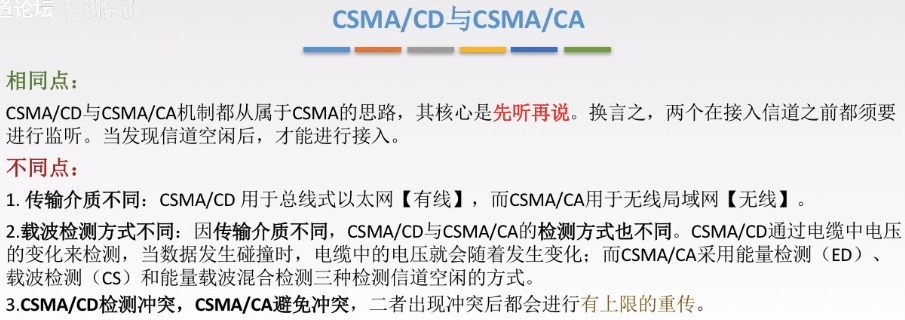 道论坛
CSMA/CD与CSMA/CA
相同点：
CSMA/CD与CSMA/CA机制都从属于CSMA的思路，其核心是先听再说。换言之，两个在接入信道之前都须要
进行监听。当发现信道空闲后，才能进行接入。
不同点：
1. 传输介质不同：CSMA/CD 用于总线式以太网【有线】，而CSMA/CA用于无线局域网【无线】。
2.载波检测方式不同：因传输介质不同，CSMA/CD与CSMA/CA的检测方式也不同。CSMA/CD通过电缆中电压
的变化来检测，当数据发生碰撞时，电缆中的电压就会随着发生变化；而CSMA/CA采用能量检测（ED）、
载波检测（CS）和能量载波混合检测三种检测信道空闲的方式。
3.CSMA/CD检测冲突，CSMA/CA避免冲突，二者出现冲突后都会进行有上限的重传。